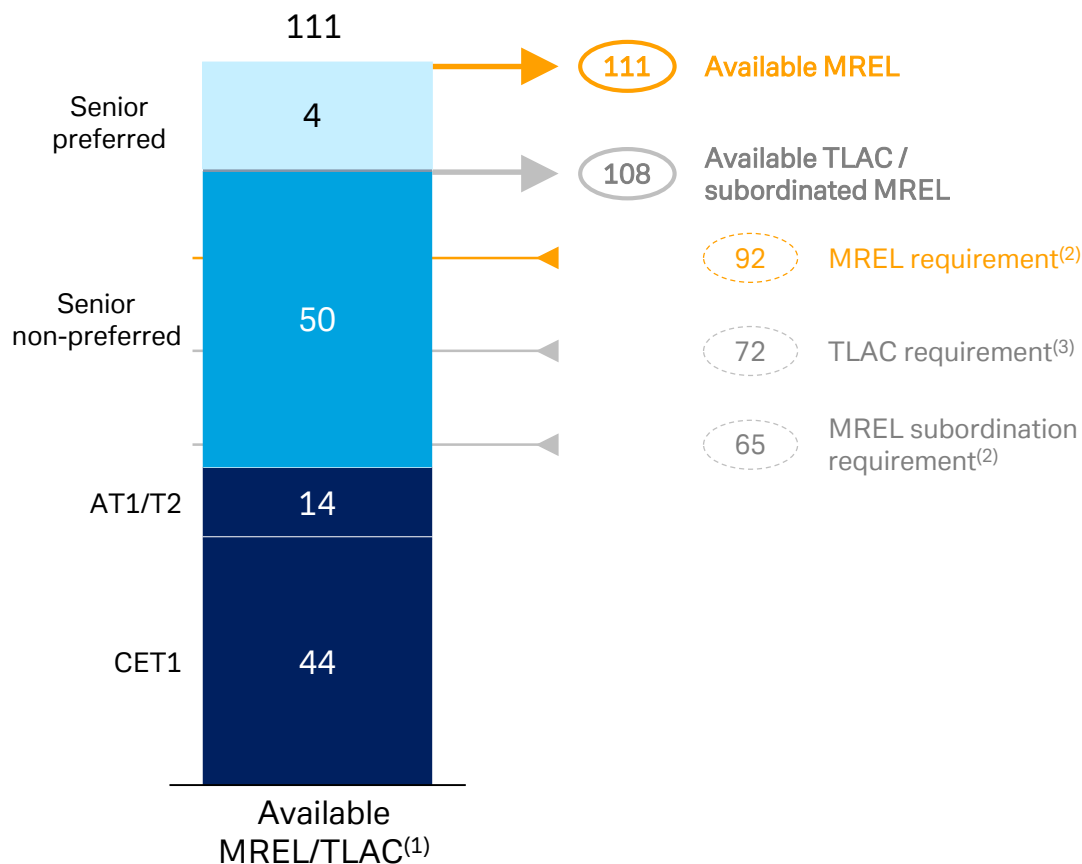 111
Senior
preferred
4
111
Available MREL
108
Available TLAC /
subordinated MREL
92
MREL requirement(2)
Senior
non-preferred
50
72
TLAC requirement(3)
65
MREL subordination
requirement(2)
AT1/T2
14
CET1
44
Available
MREL/TLAC(1)